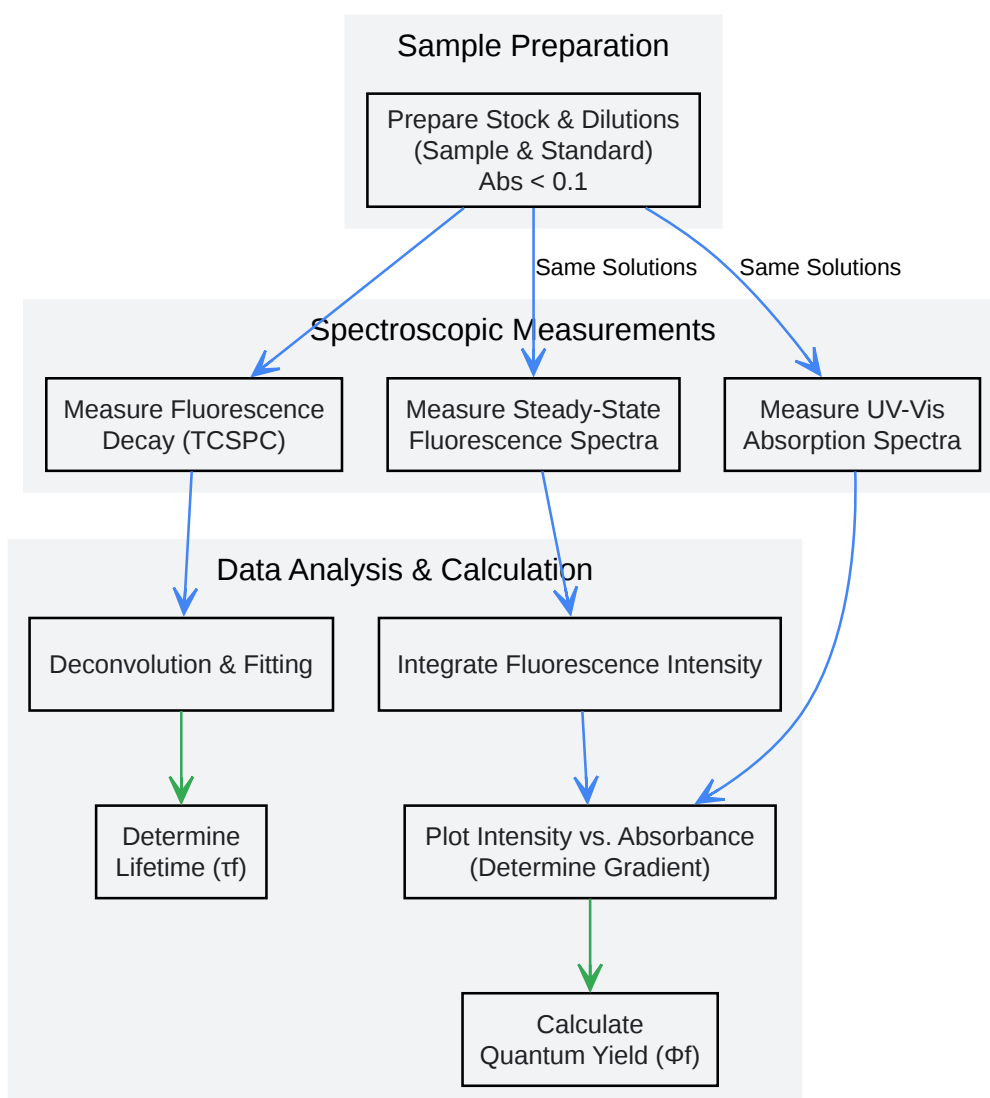 Sample Preparation
Prepare Stock & Dilutions
(Sample & Standard)
Abs < 0.1
Same Solutions
Same Solutions
Spectroscopic Measurements
Measure Fluorescence
Decay (TCSPC)
Measure Steady-State
Fluorescence Spectra
Measure UV-Vis
Absorption Spectra
Data Analysis & Calculation
Deconvolution & Fitting
Integrate Fluorescence Intensity
Determine
Lifetime (τf)
Plot Intensity vs. Absorbance
(Determine Gradient)
Calculate
Quantum Yield (Φf)